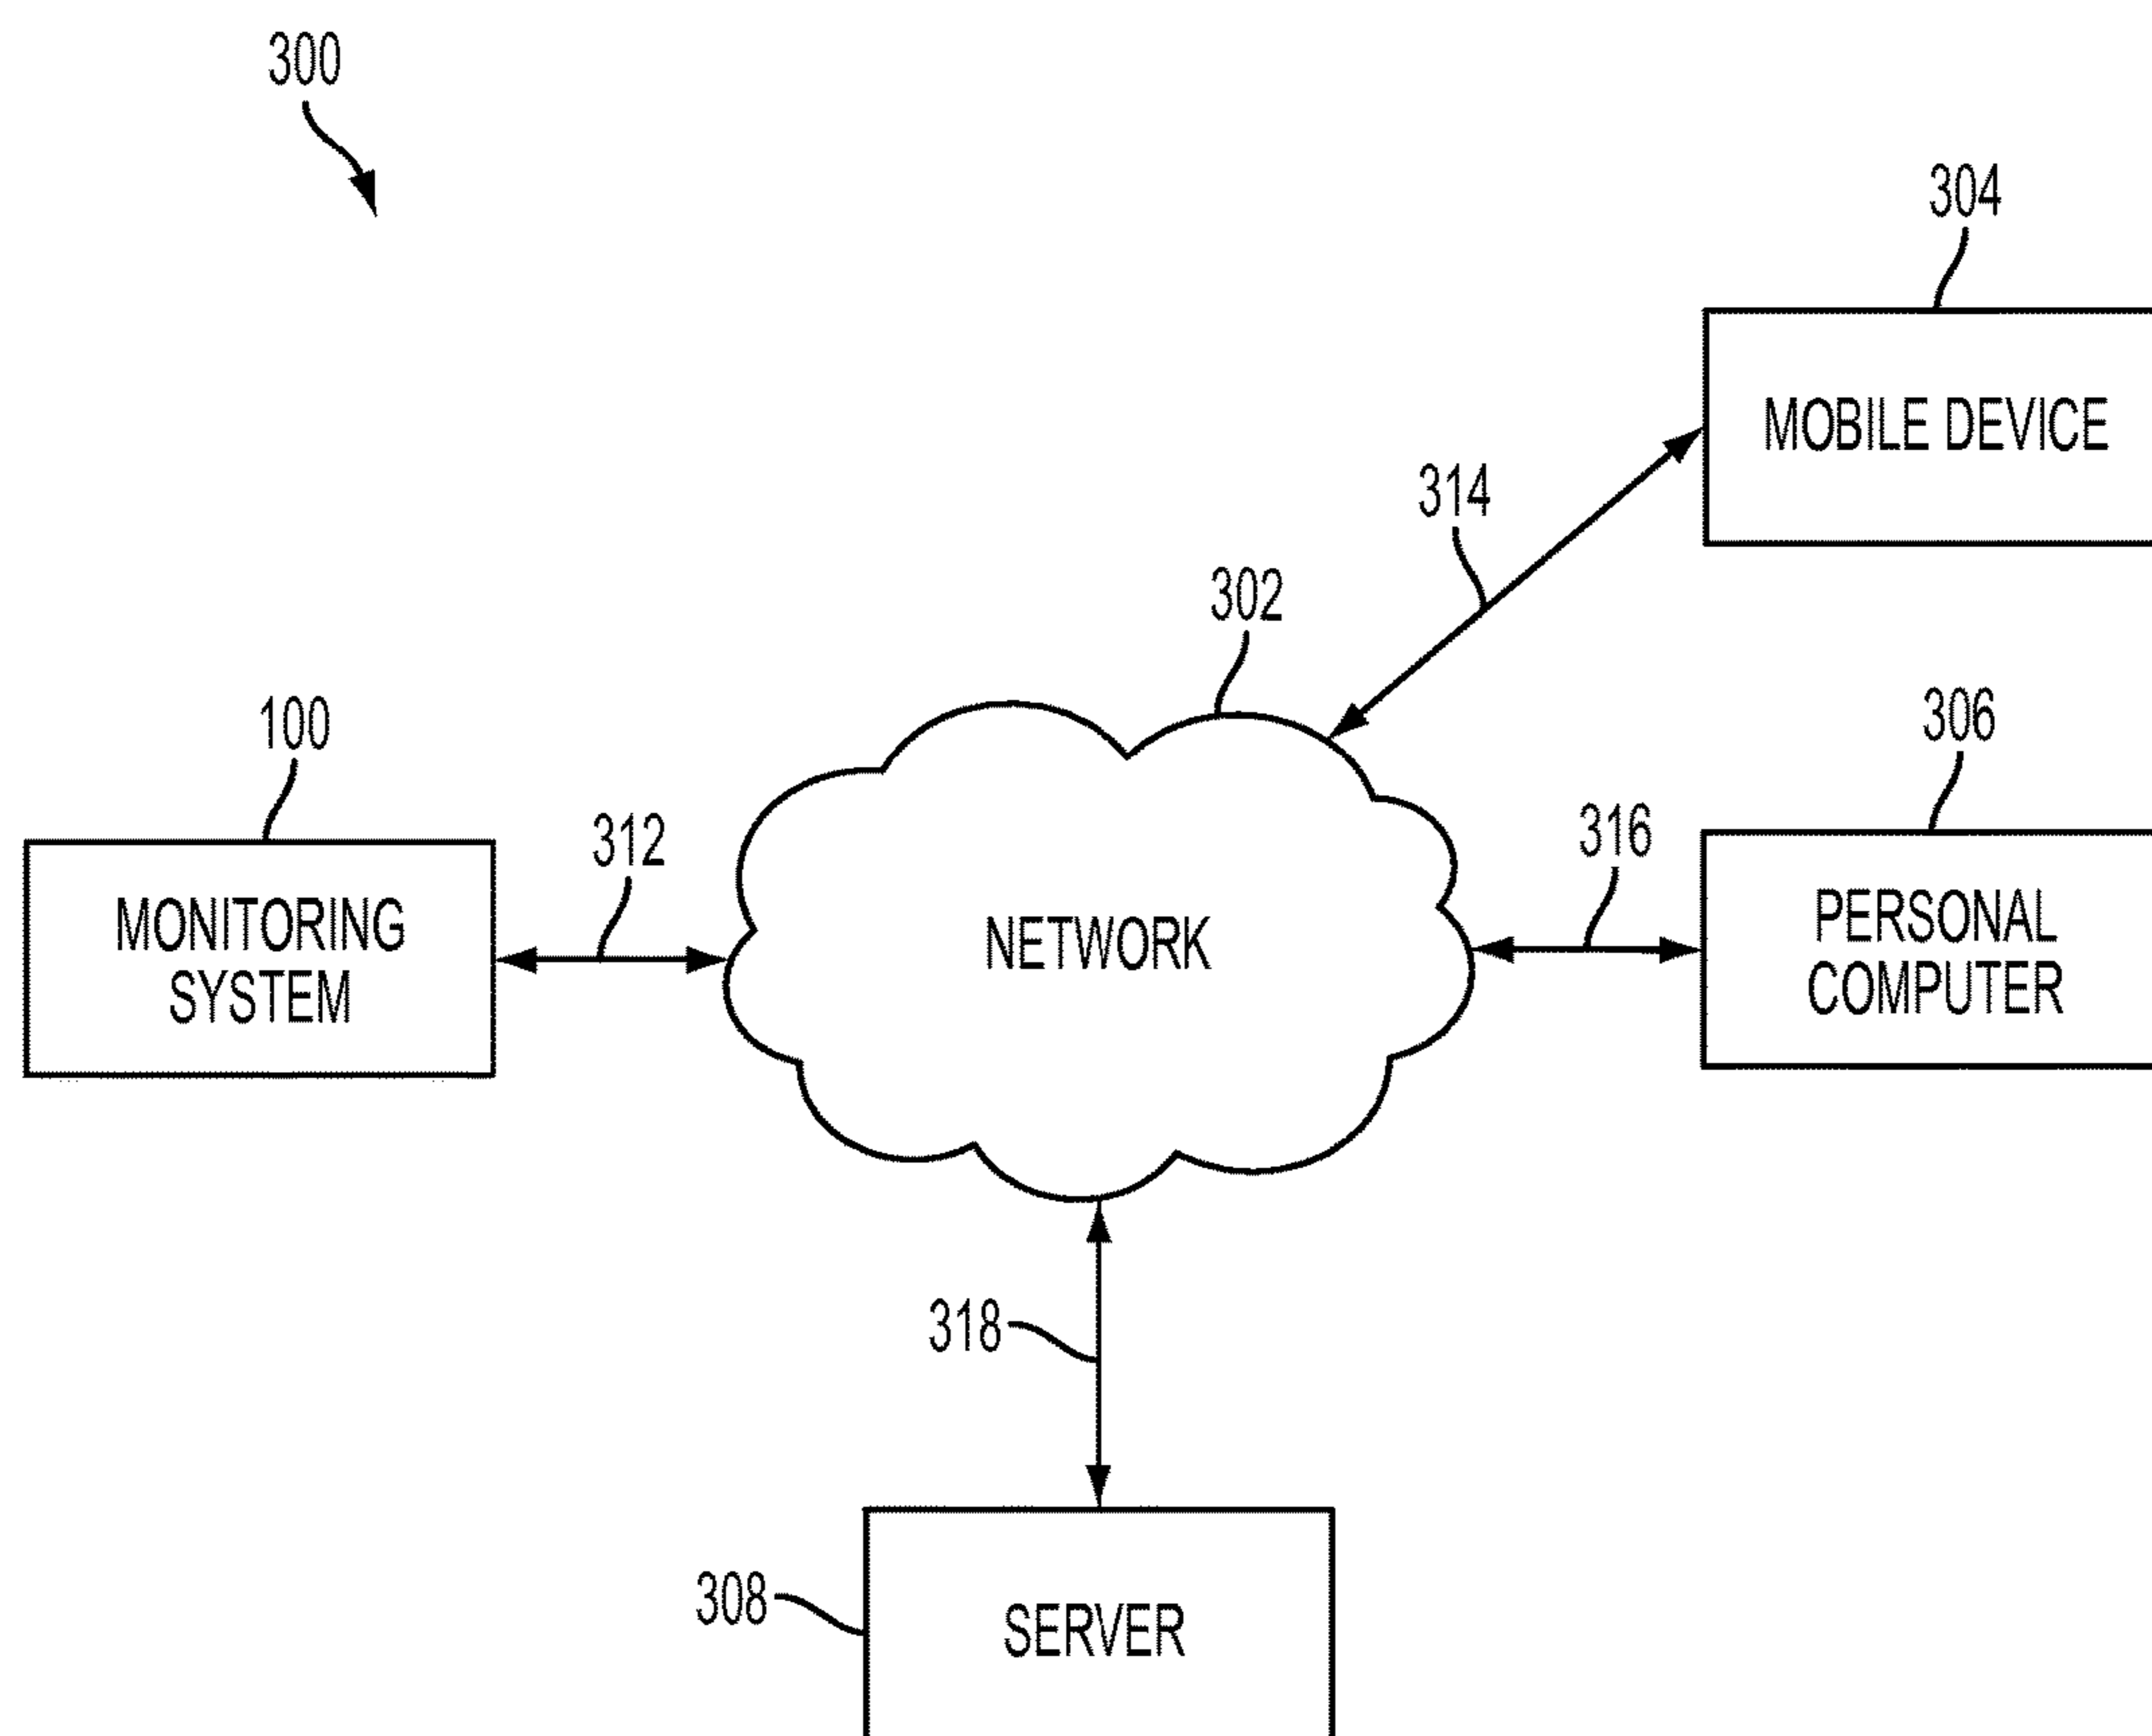 300
304
MOBILE DEVICE
314
302
100
306
312
316
MONITORING
SYSTEM
NETWORK
PERSONAL
COMPUTER
318
308
SERVER